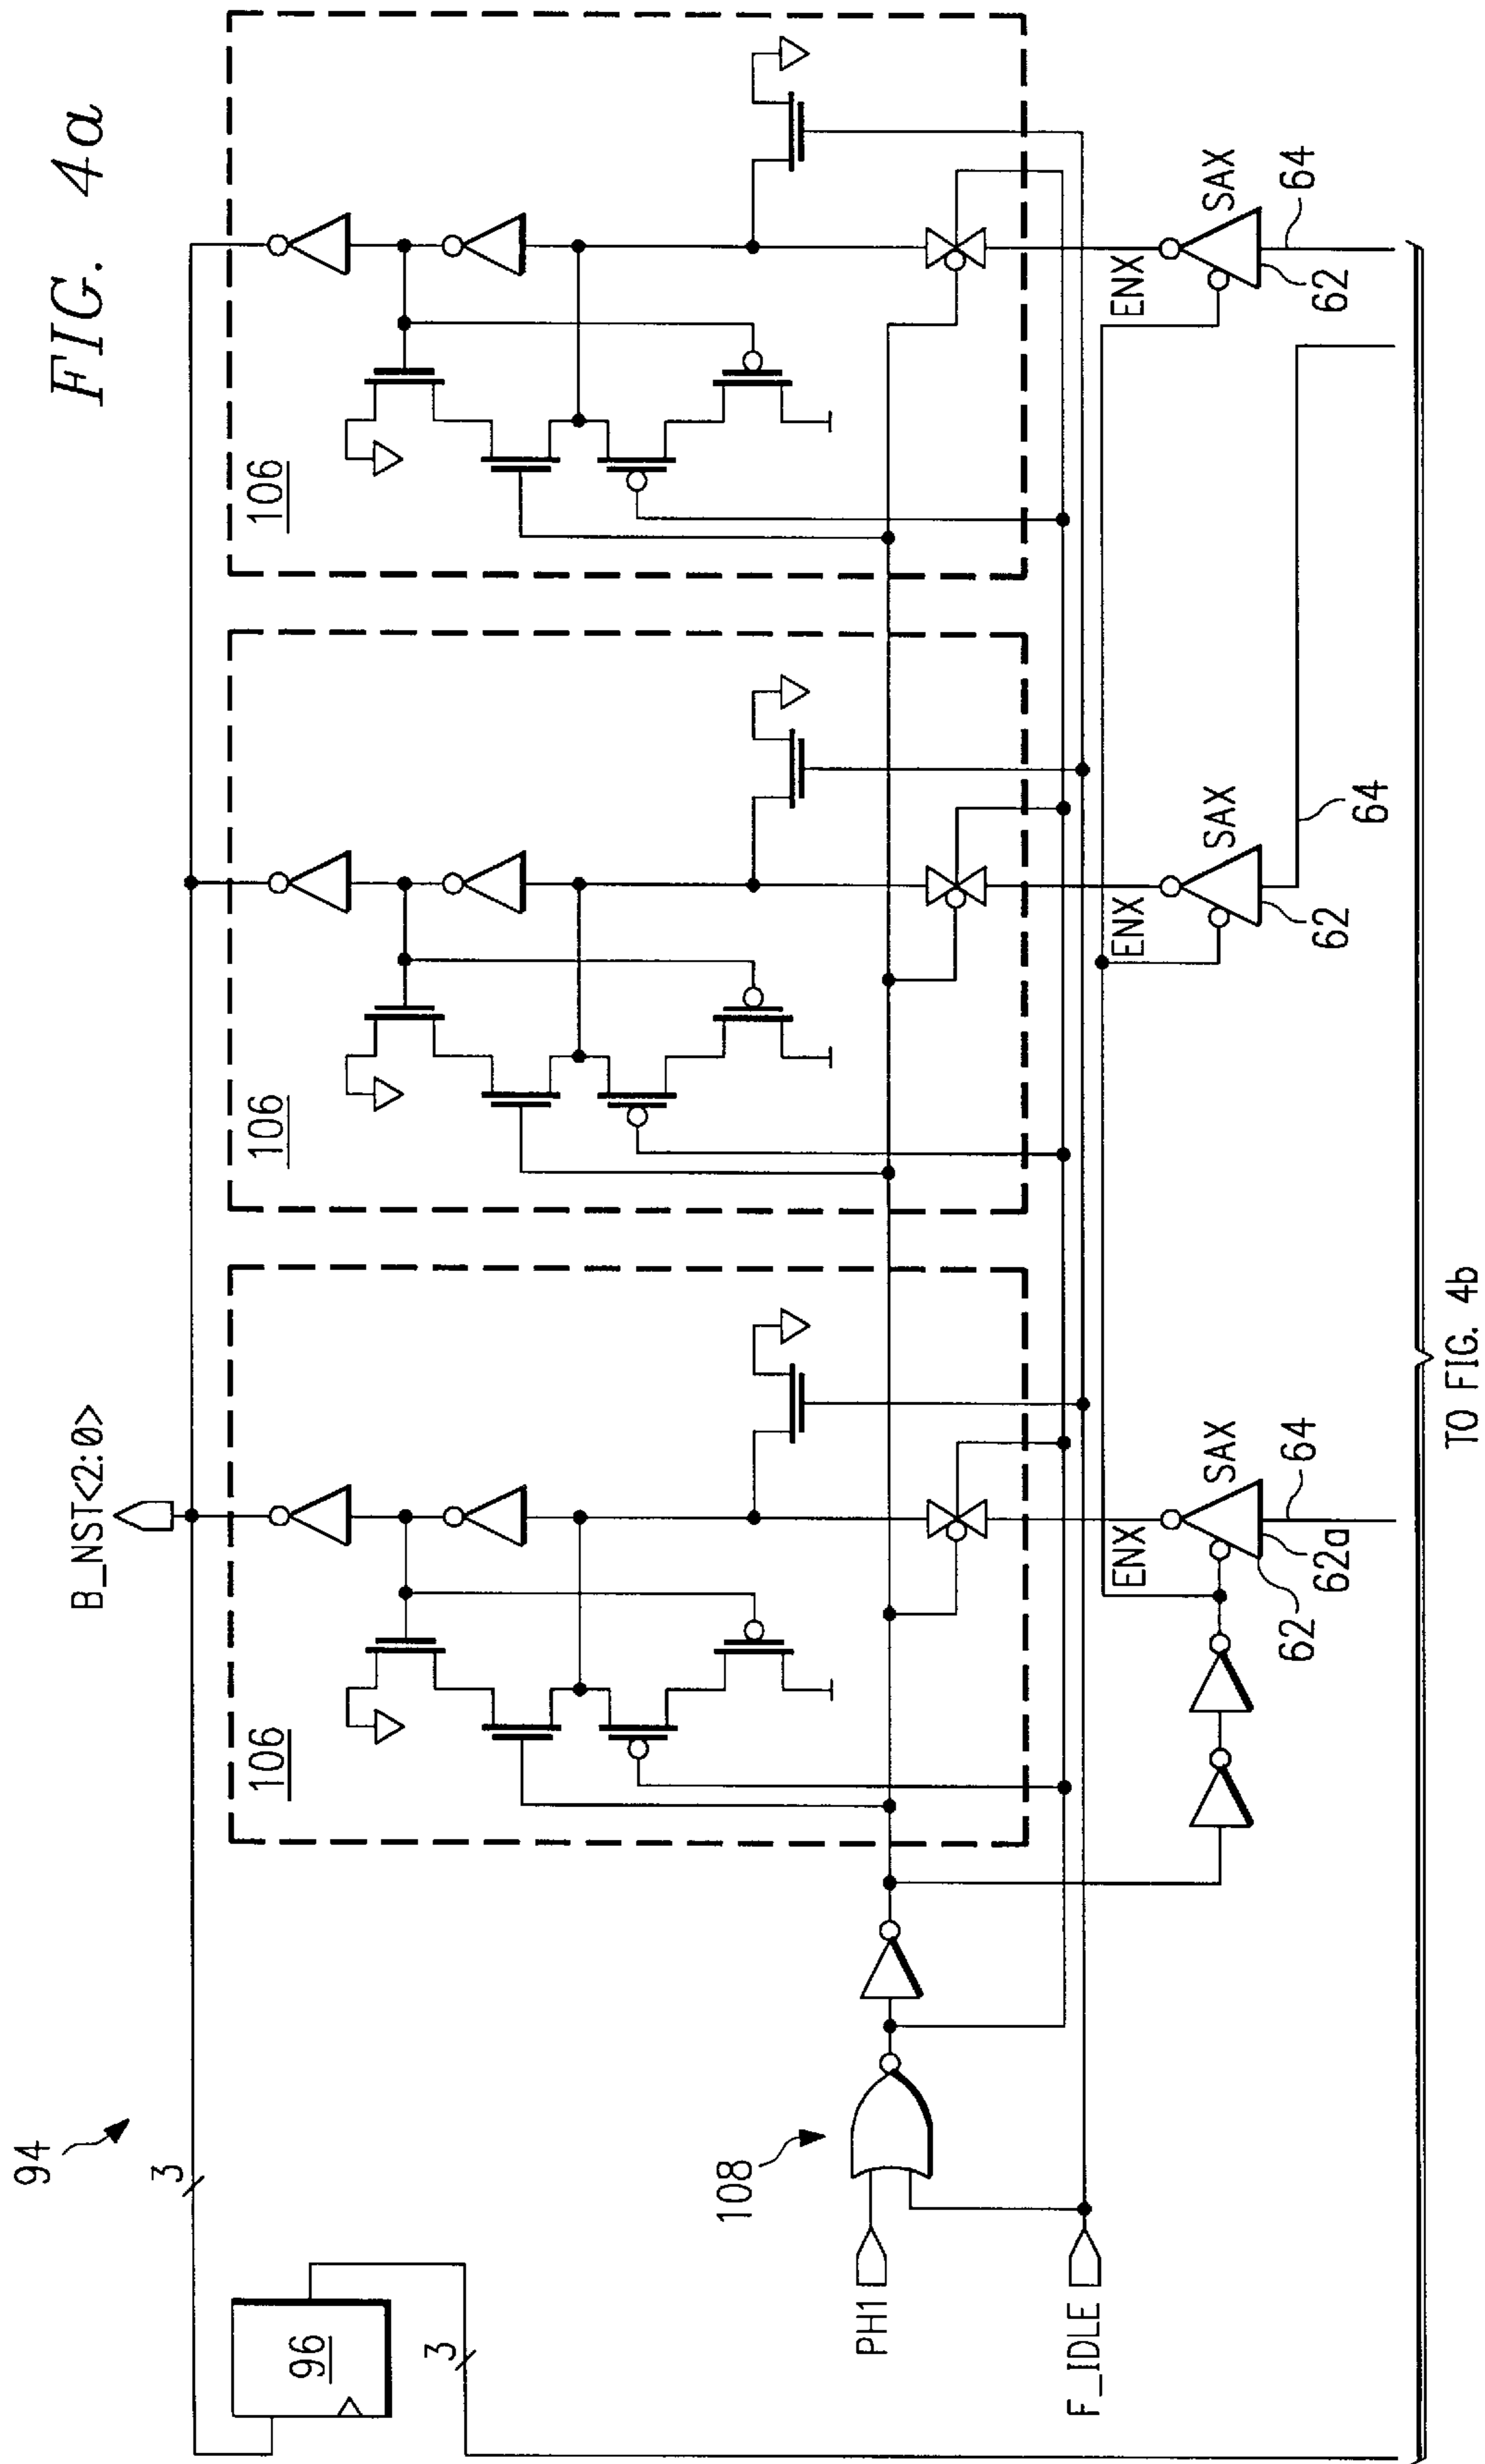 FIG. 4a
94
3
B_NST<2:0>
96
3
106
106
106
108
PH1
F_IDLE
ENX
SAX
62
62a
64
ENX
SAX
62
64
ENX
SAX
62
64
TO FIG. 4b